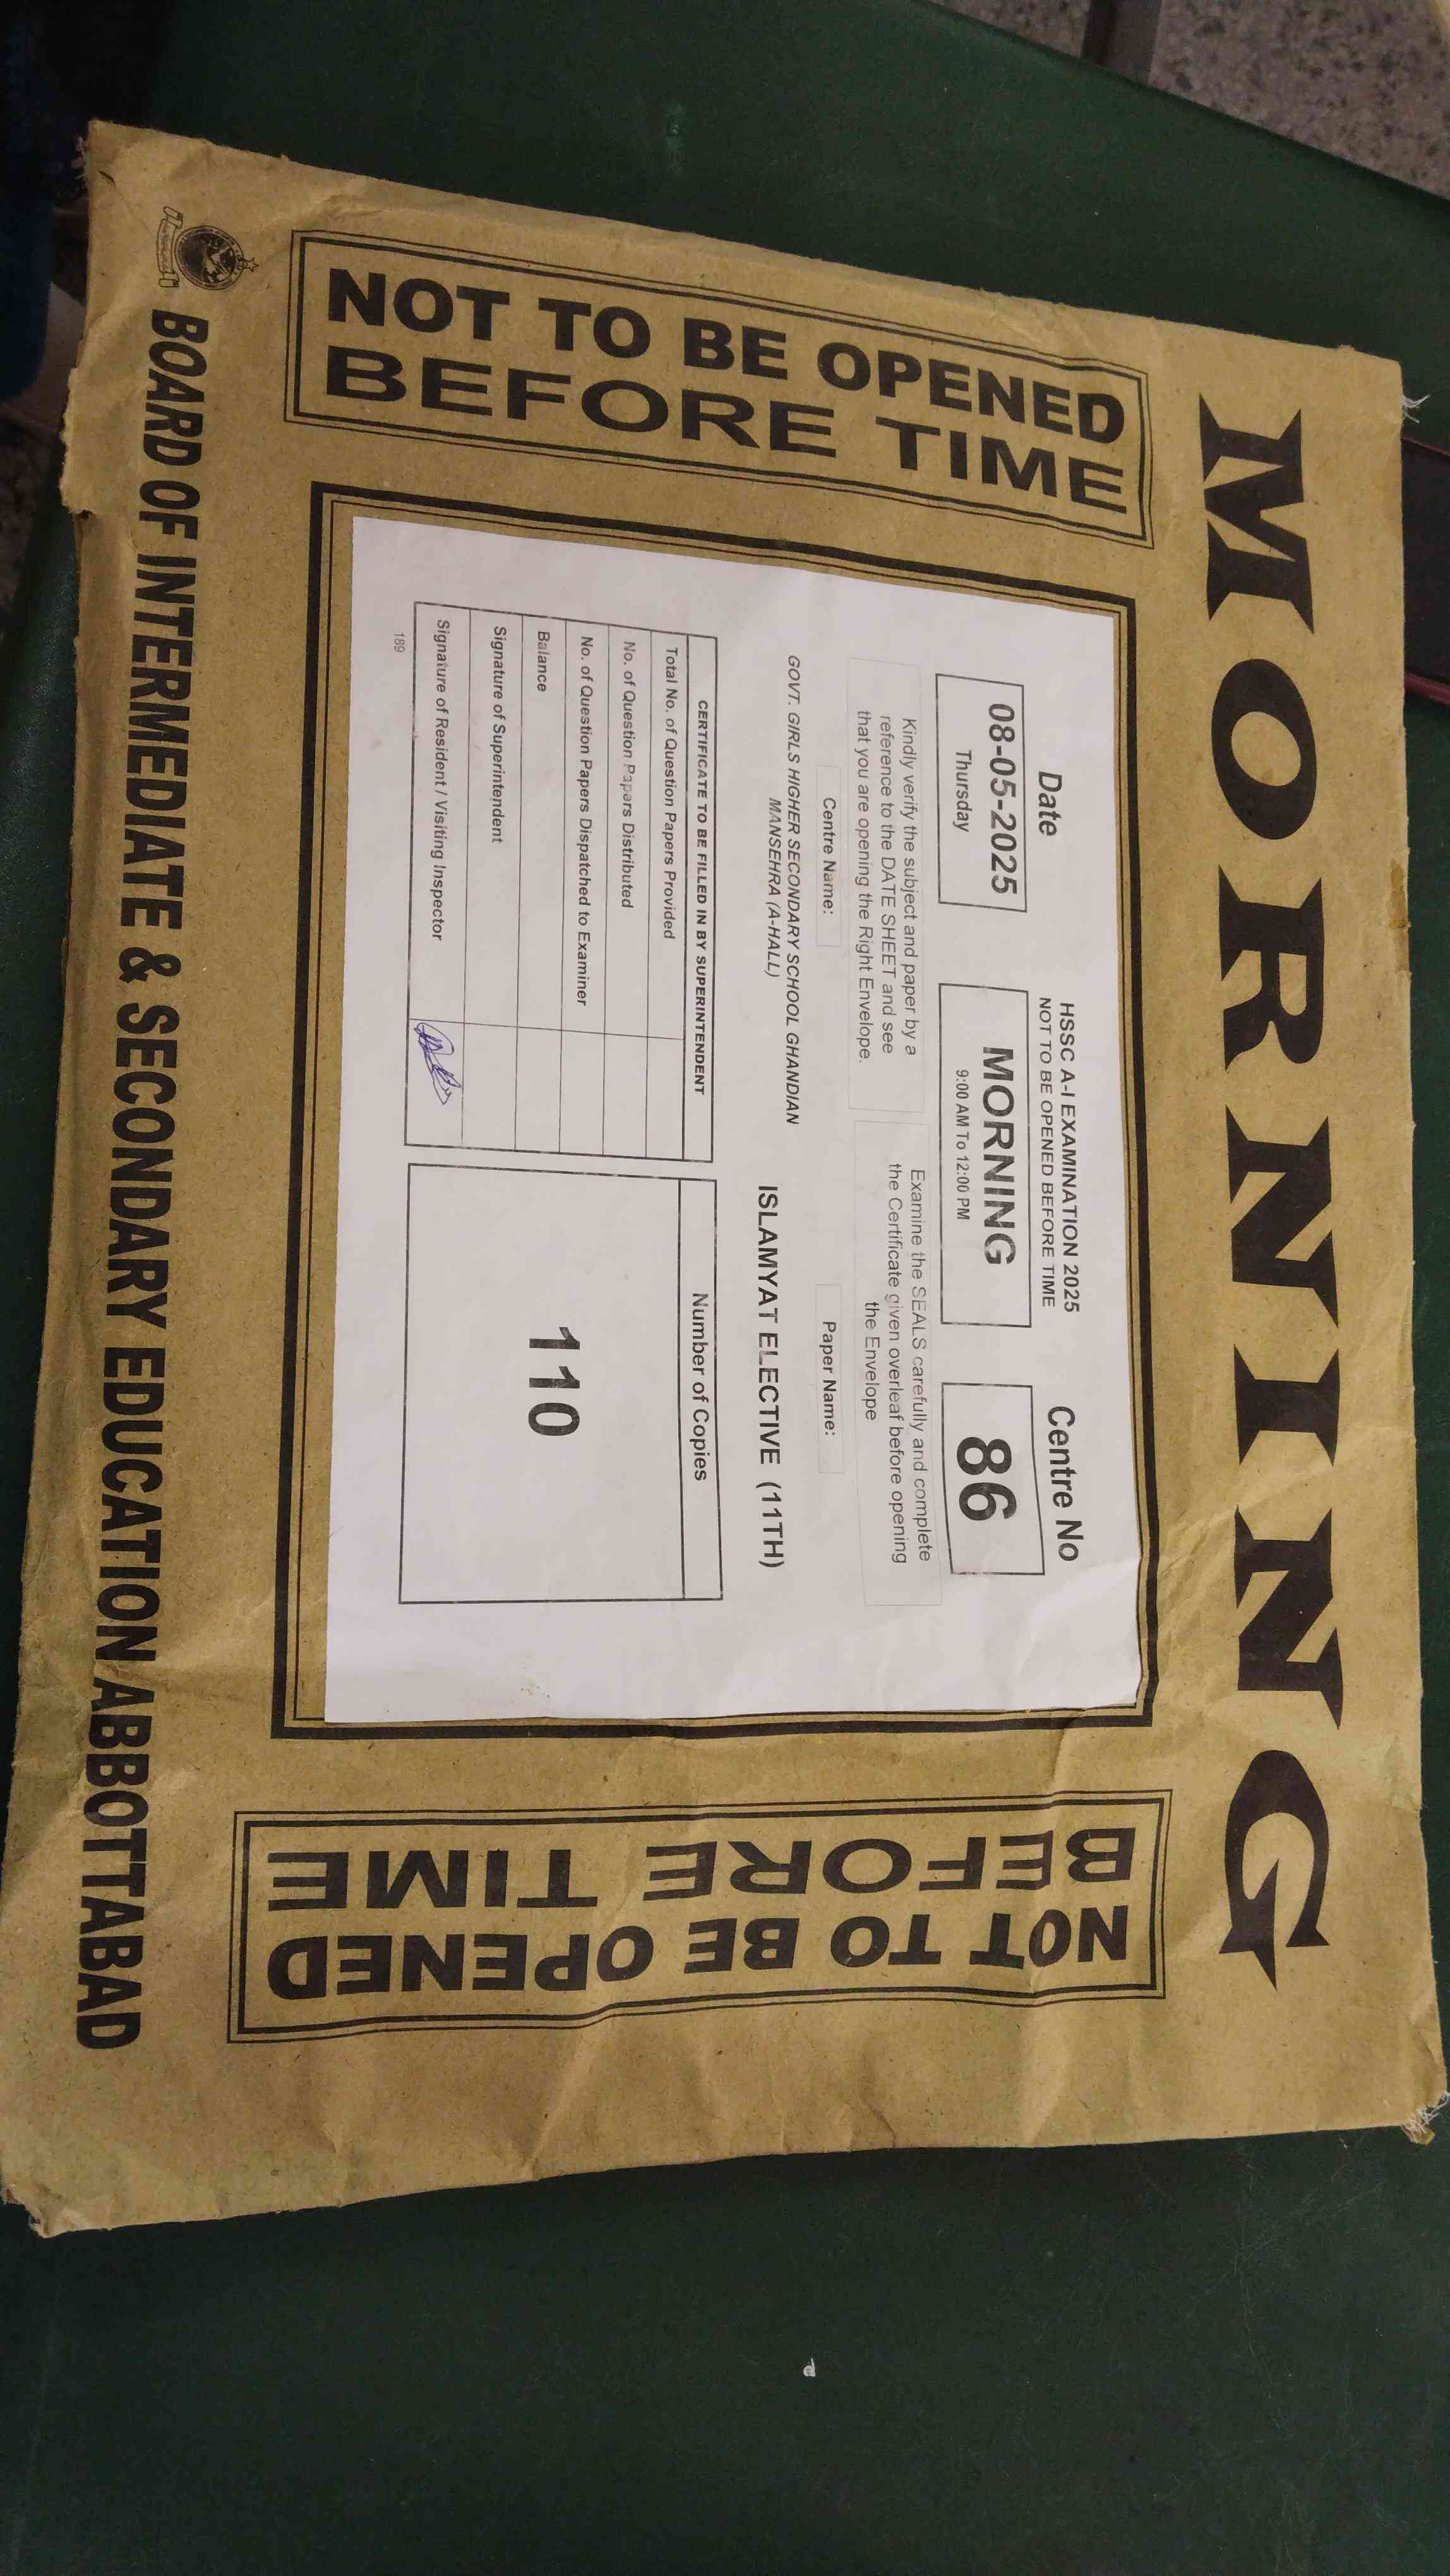 MORNING
NOT TO BE OPENED
BEFORE TIME
Date
08-05-2025
Thursday
HSSC A-I EXAMINATION 2025
NOT TO BE OPENED BEFORE TIME
MORNING
9:00 AM To 12:00 PM
Centre No
86
Kindly verify the subject and paper by a
reference to the DATE SHEET and see
that you are opening the Right Envelope.
Examine the SEALS carefully and complete
the Certificate given overleaf before opening
the Envelope
Centre Name:
GOVT. GIRLS HIGHER SECONDARY SCHOOL GHANDIAN
MANSEHRA (A-HALL)
Paper Name:
ISLAMYAT ELECTIVE (11TH)
CERTIFICATE TO BE FILLED IN BY SUPERINTENDENT
Total No. of Question Papers Provided
No. of Question Papers Distributed
No. of Question Papers Dispatched to Examiner
Balance
Signature of Superintendent
Signature of Resident / Visiting Inspector
Number of Copies
110
189
NOT TO BE OPENED
BEFORE TIME
BOARD OF INTERMEDIATE & SECONDARY EDUCATION ABBOTTABAD